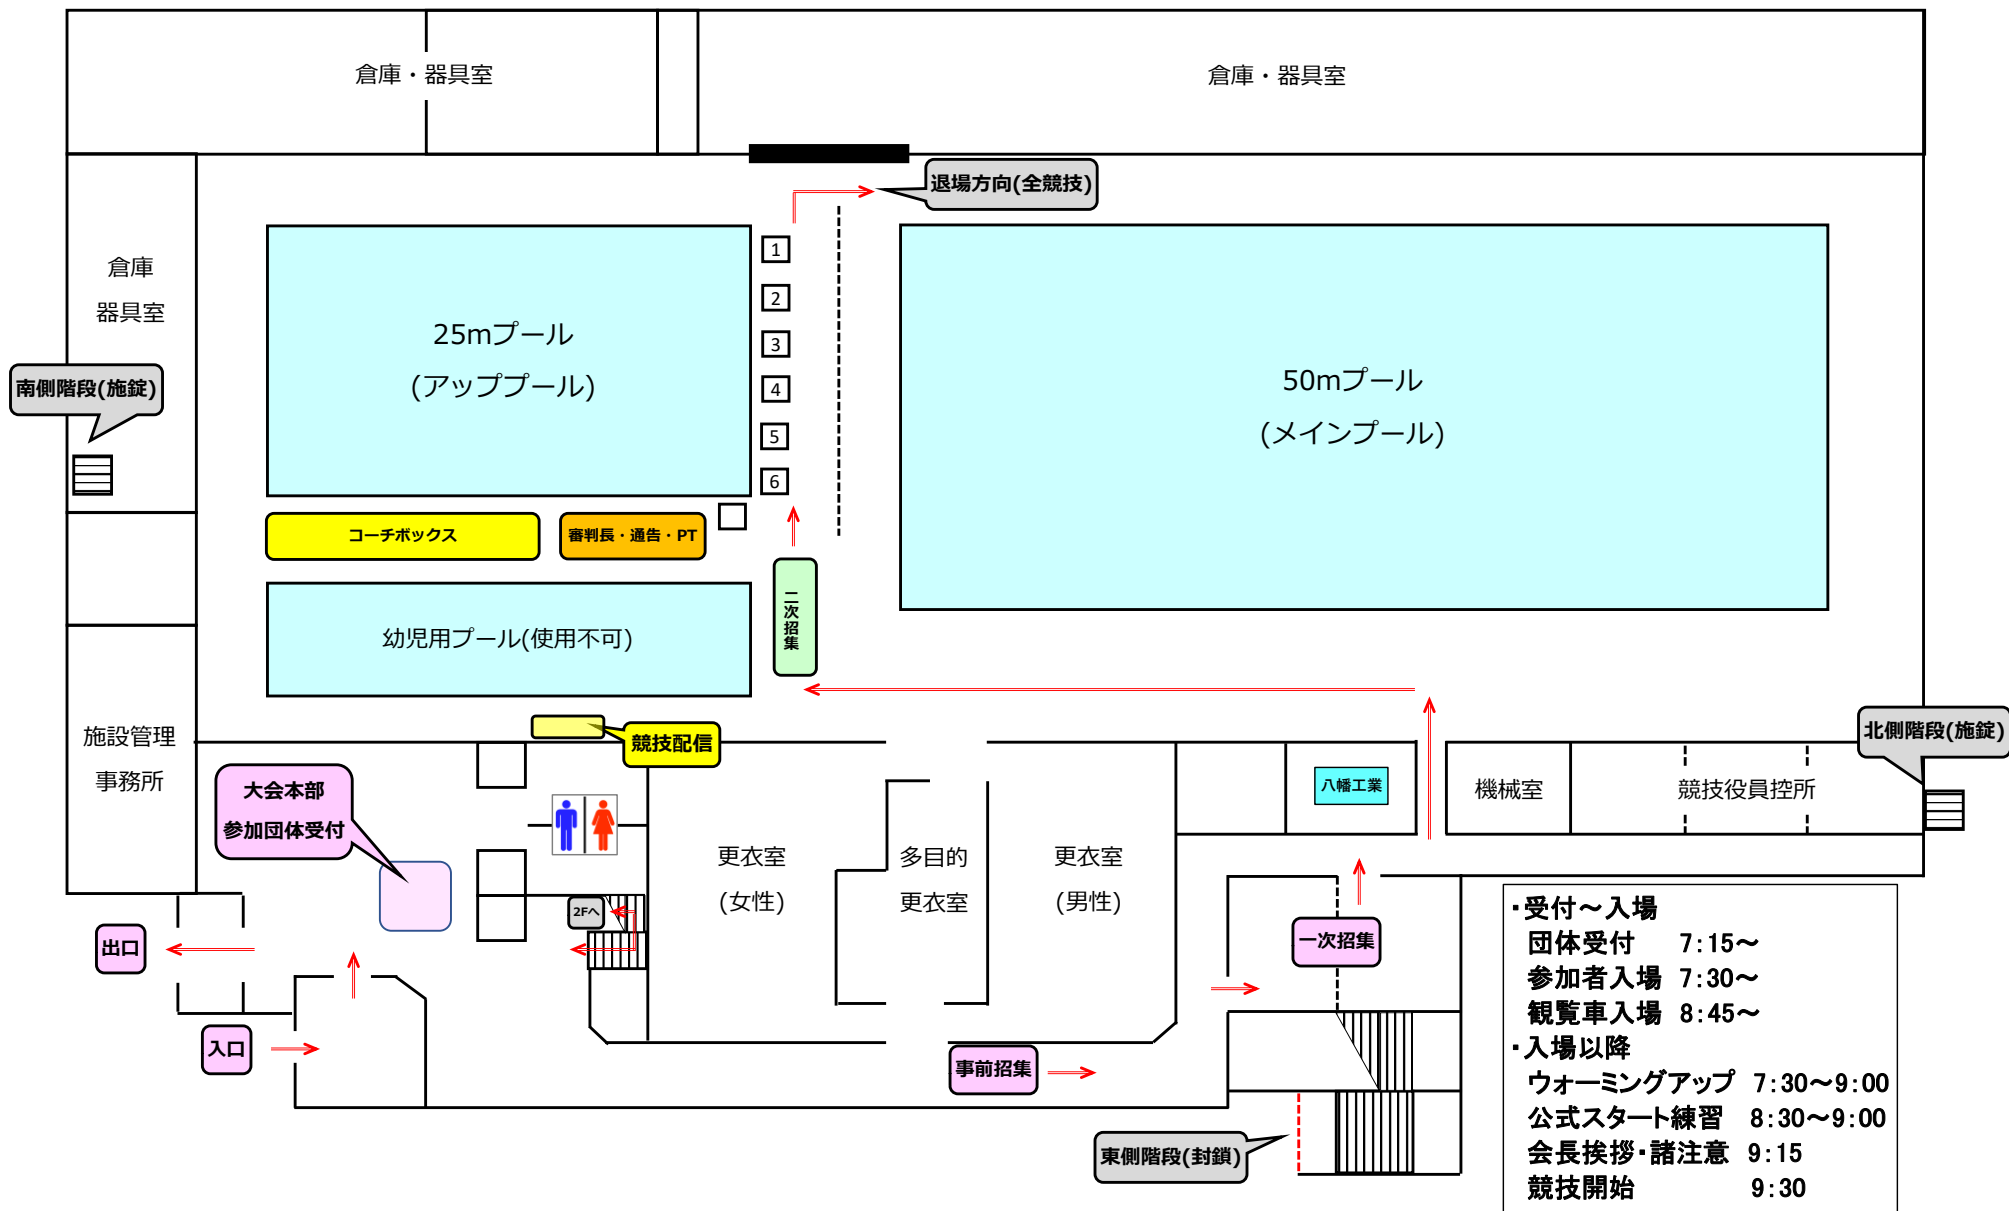 倉庫・器具室
倉庫・器具室
退場方向(全競技)
倉庫
器具室
25mプール
(アッププール)
1
2
3
4
5
6
50mプール
(メインプール)
南側階段(施錠)
コーチボックス
審判長・通告・PT
二次招集
幼児用プール(使用不可)
競技配信
施設管理
事務所
大会本部
参加団体受付
北側階段(施錠)
八幡工業
機械室
競技役員控所
更衣室
(女性)
多目的
更衣室
更衣室
(男性)
2Fへ
出口
入口
一次招集
事前招集
東側階段(封鎖)
・受付～入場
団体受付 7:15～
参加者入場 7:30～
観覧車入場 8:45～
・入場以降
ウォーミングアップ 7:30～9:00
公式スタート練習 8:30～9:00
会長挨拶・諸注意 9:15
競技開始 9:30